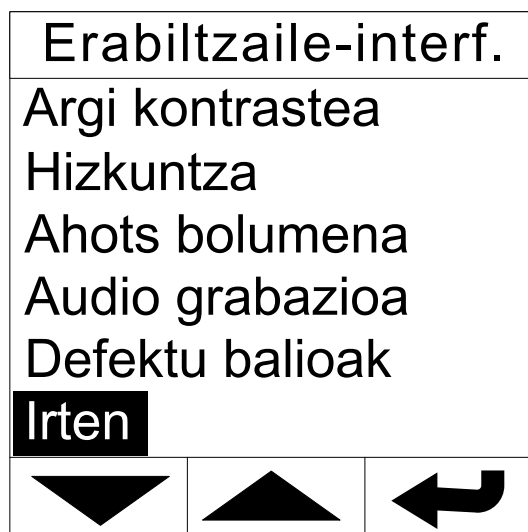 Erabiltzaile-interf.
Argi kontrastea
Hizkuntza
Ahots bolumena
Audio grabazioa
Defektu balioak
Irten